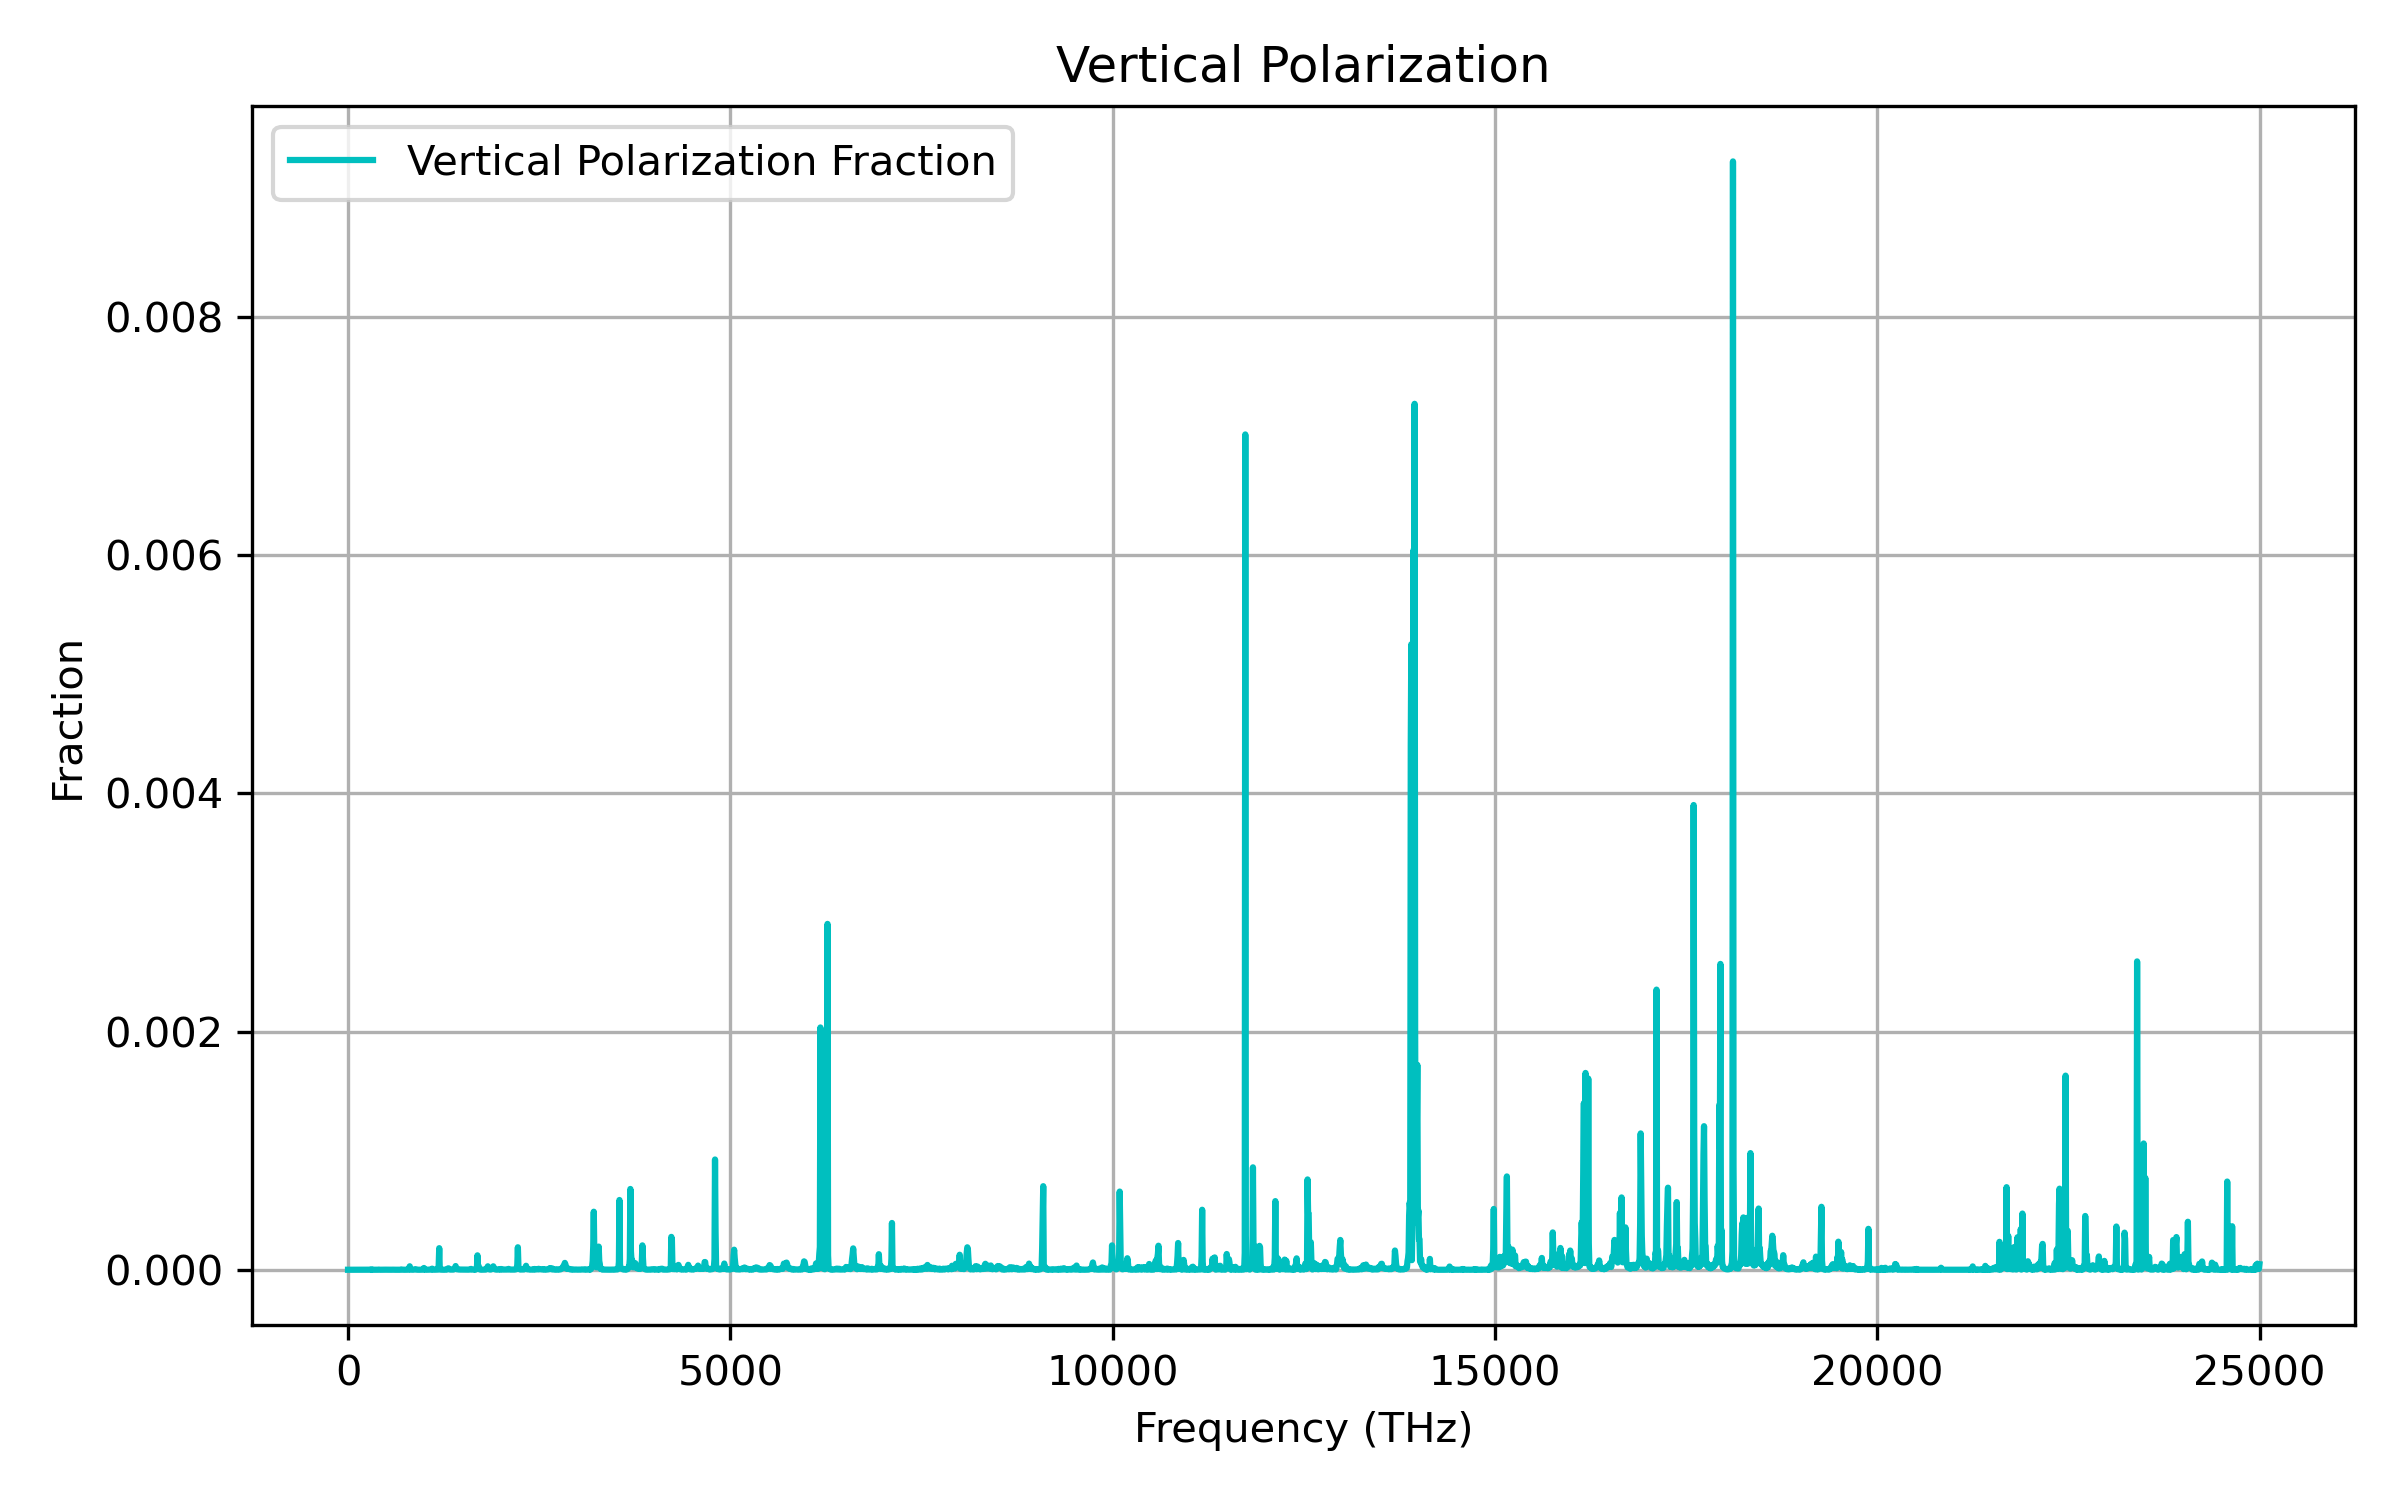 Vertical Polarization
Vertical Polarization Fraction
Fraction
0.008
0.006
0.004
0.002
0.000
0 5000 10000 15000 20000 25000
Frequency (THz)